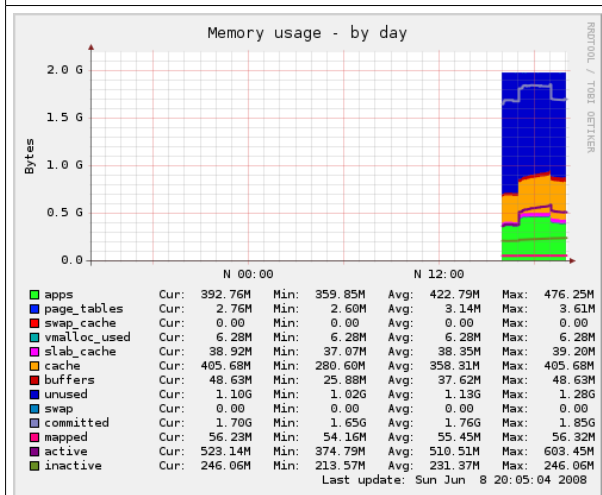 Memory usage - by day
RRDTOOL / TOBI OETIKER
Bytes
2.0 G
1.5 G
1.0 G
0.5 G
0.0
N 00:00 N 12:00
apps Cur: 392.76M Min: 359.85M Avg: 422.79M Max: 476.25M
page_tables Cur: 2.76M Min: 2.60M Avg: 3.14M Max: 3.61M
swap_cache Cur: 0.00 Min: 0.00 Avg: 0.00 Max: 0.00
vmalloc_used Cur: 6.28M Min: 6.28M Avg: 6.28M Max: 6.28M
slab_cache Cur: 38.92M Min: 37.07M Avg: 38.35M Max: 39.20M
cache Cur: 405.68M Min: 280.60M Avg: 358.31M Max: 405.68M
buffers Cur: 48.63M Min: 25.88M Avg: 37.62M Max: 48.63M
unused Cur: 1.10G Min: 1.02G Avg: 1.13G Max: 1.28G
swap Cur: 0.00 Min: 0.00 Avg: 0.00 Max: 0.00
committed Cur: 1.70G Min: 1.65G Avg: 1.76G Max: 1.85G
mapped Cur: 56.23M Min: 54.16M Avg: 55.45M Max: 56.32M
active Cur: 523.14M Min: 374.79M Avg: 510.51M Max: 603.45M
inactive Cur: 246.06M Min: 213.57M Avg: 231.37M Max: 246.06M
Last update: Sun Jun 8 20:05:04 2008